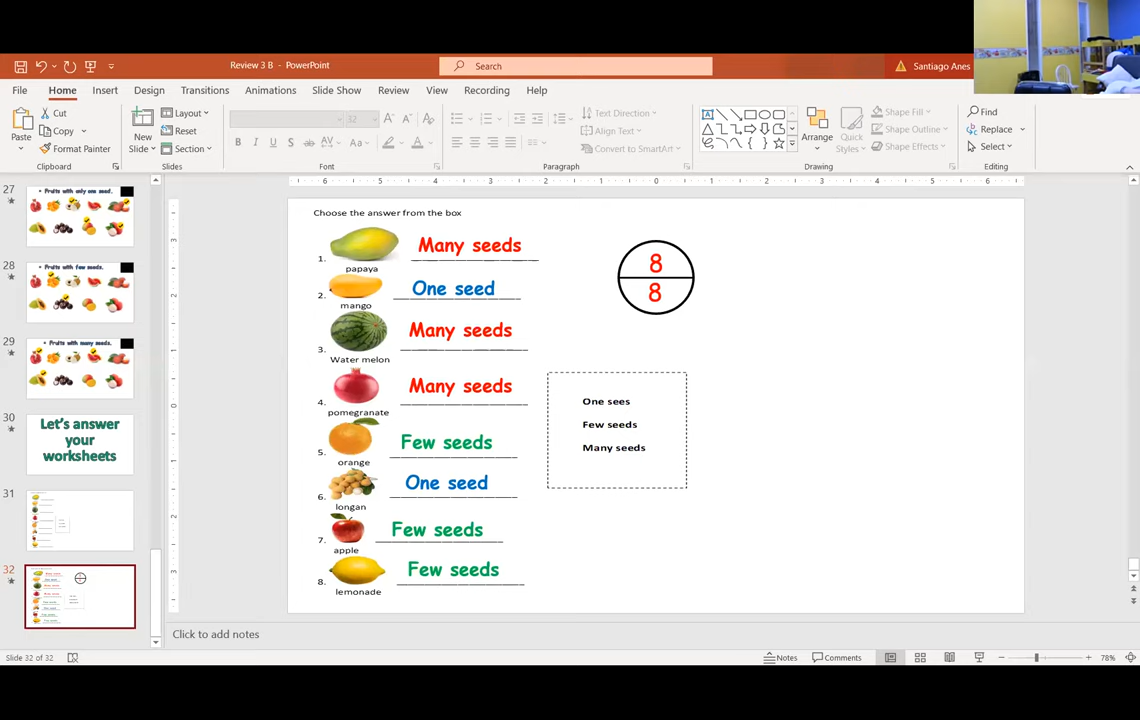 Review 3 B - PowerPoint
Search
Santiago Anes
File
Home
Insert
Design
Transitions
Animations
Slide Show
Review
View
Recording
Help
Paste
Cut
Copy
Format Painter
Clipboard
New
Slide
Layout
Reset
Section
Slides
32
Font
Text Direction
Align Text
Convert to SmartArt
Paragraph
Arrange
Quick
Styles
Shape Fill
Shape Outline
Shape Effects
Drawing
Find
Replace
Select
Editing
27
Fruits with only one seed.
28
Fruits with few seeds.
29
Fruits with many seeds.
30
Let's answer
your
worksheets
31
32
Choose the answer from the box
1.
papaya
Many seeds
2.
mango
One seed
3.
Water melon
Many seeds
4.
pomegranate
Many seeds
5.
orange
Few seeds
6.
longan
One seed
7.
apple
Few seeds
8.
lemonade
Few seeds
8
8
One sees
Few seeds
Many seeds
Click to add notes
Slide 32 of 32
Notes
Comments
78%